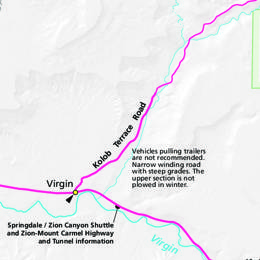 Kolob Terrace Road
Vehicles pulling trailers
are not recommended.
Narrow winding road
with steep grades. The
upper section is not
plowed in winter.
Virgin
Springdale / Zion Canyon Shuttle
and Zion-Mount Carmel Highway
and Tunnel information
Virgin